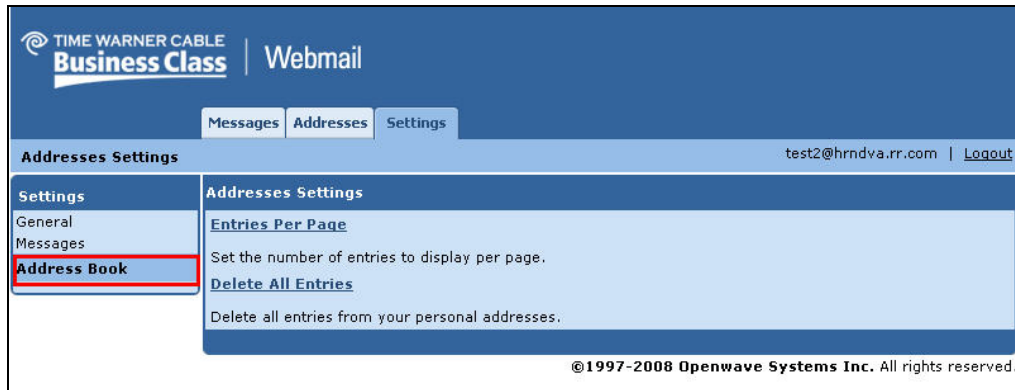 TIME WARNER CABLE
Business Class | Webmail
Messages Addresses Settings
Addresses Settings test2@hrndva.rr.com | Logout
Settings
General
Messages
Address Book
Addresses Settings
Entries Per Page
Set the number of entries to display per page.
Delete All Entries
Delete all entries from your personal addresses.
©1997-2008 Openwave Systems Inc. All rights reserved.